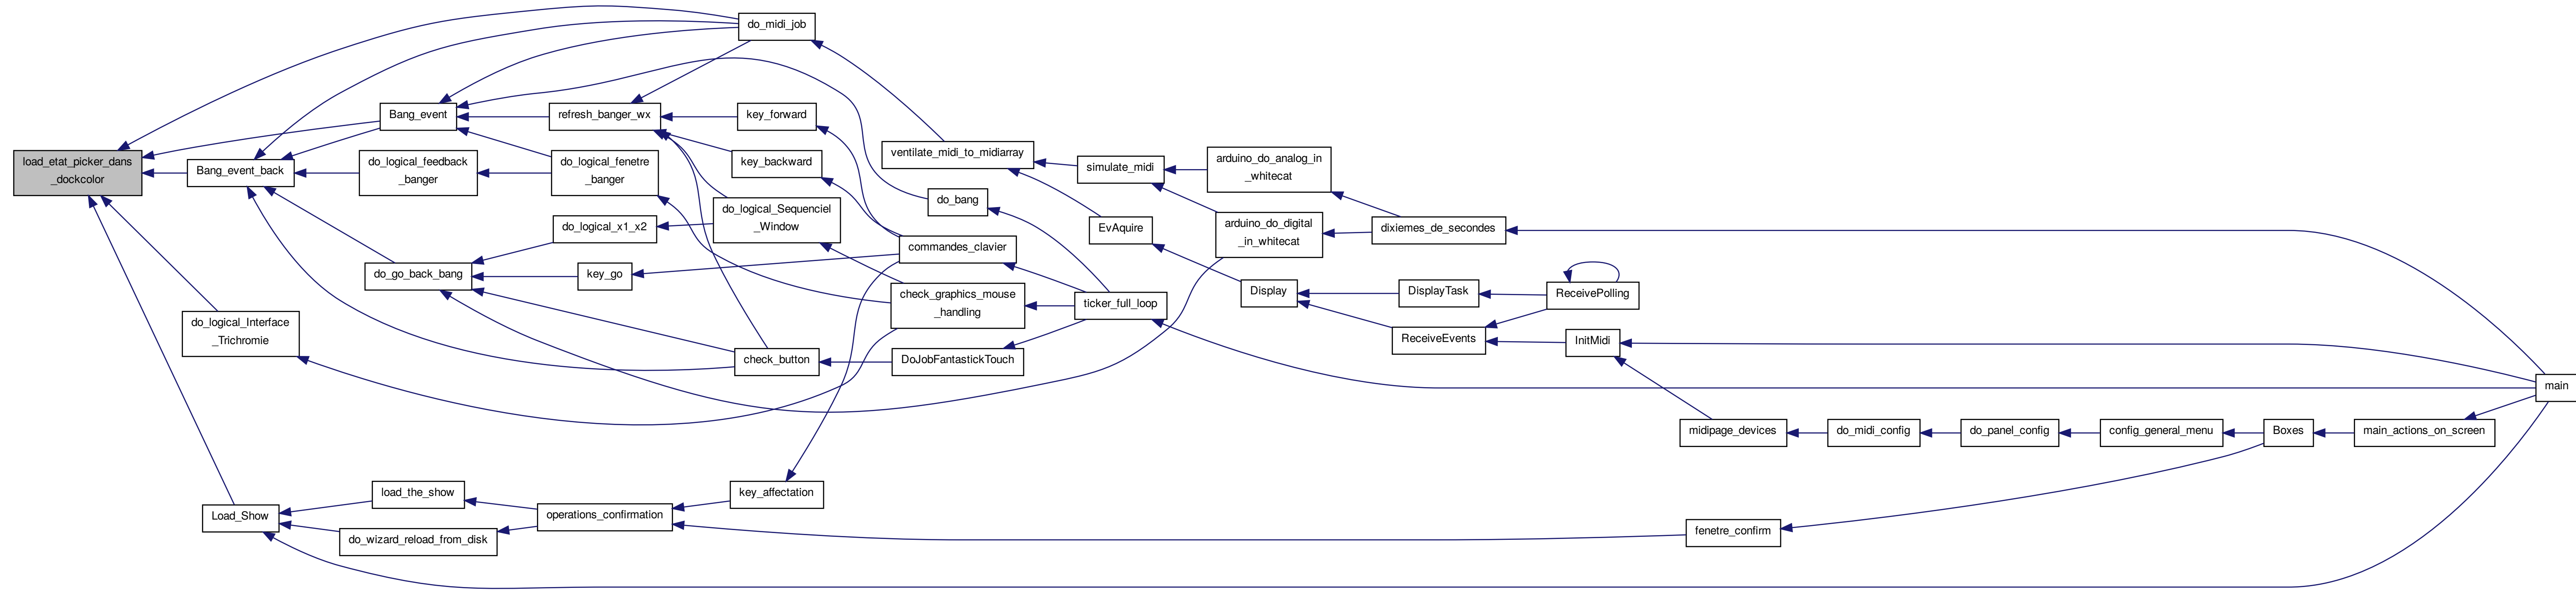 do_midi_job
Bang_event
refresh_banger_wx
key_forward
load_etat_picker_dans
_dockcolor
Bang_event_back
do_logical_feedback
_banger
do_logical_fenetre
_banger
key_backward
ventilate_midi_to_midiarray
simulate_midi
arduino_do_analog_in
_whitecat
do_logical_x1_x2
do_logical_Sequenciel
_Window
do_bang
EvAquire
arduino_do_digital
_in_whitecat
dixiemes_de_secondes
do_go_back_bang
key_go
commandes_clavier
check_graphics_mouse
_handling
ticker_full_loop
Display
DisplayTask
ReceivePolling
do_logical_Interface
_Trichromie
check_button
DoJobFantastickTouch
ReceiveEvents
InitMidi
main
midipage_devices
do_midi_config
do_panel_config
config_general_menu
Boxes
main_actions_on_screen
Load_Show
load_the_show
do_wizard_reload_from_disk
operations_confirmation
key_affectation
fenetre_confirm